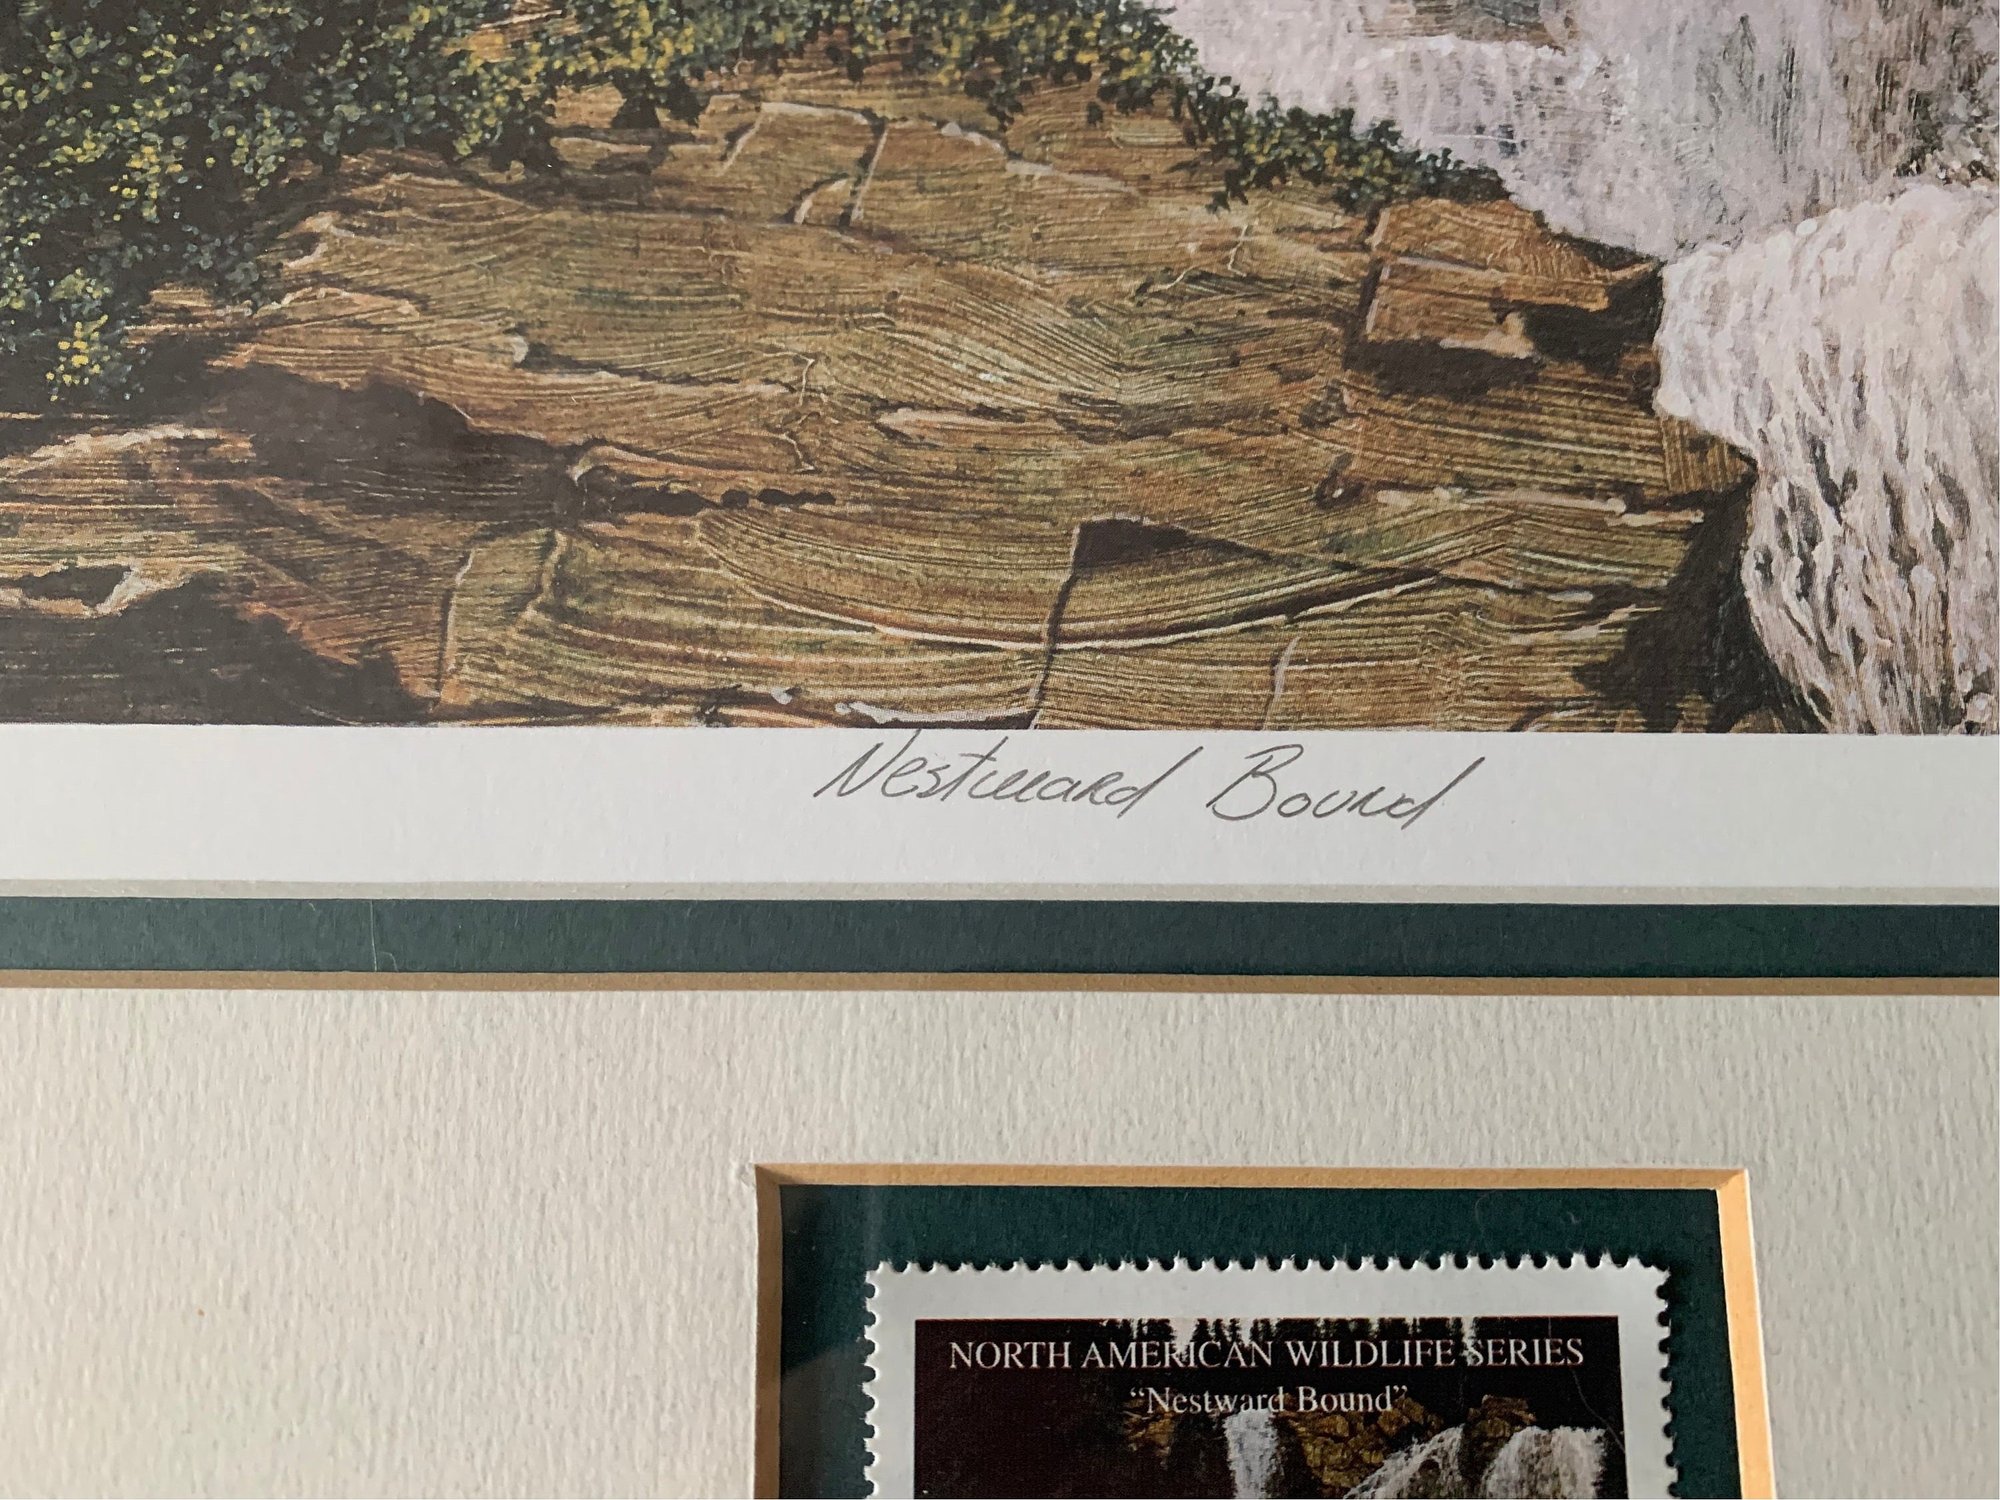 Nestward Bound
NORTH AMERICAN WILDLIFE SERIES
“Nestward Bound”